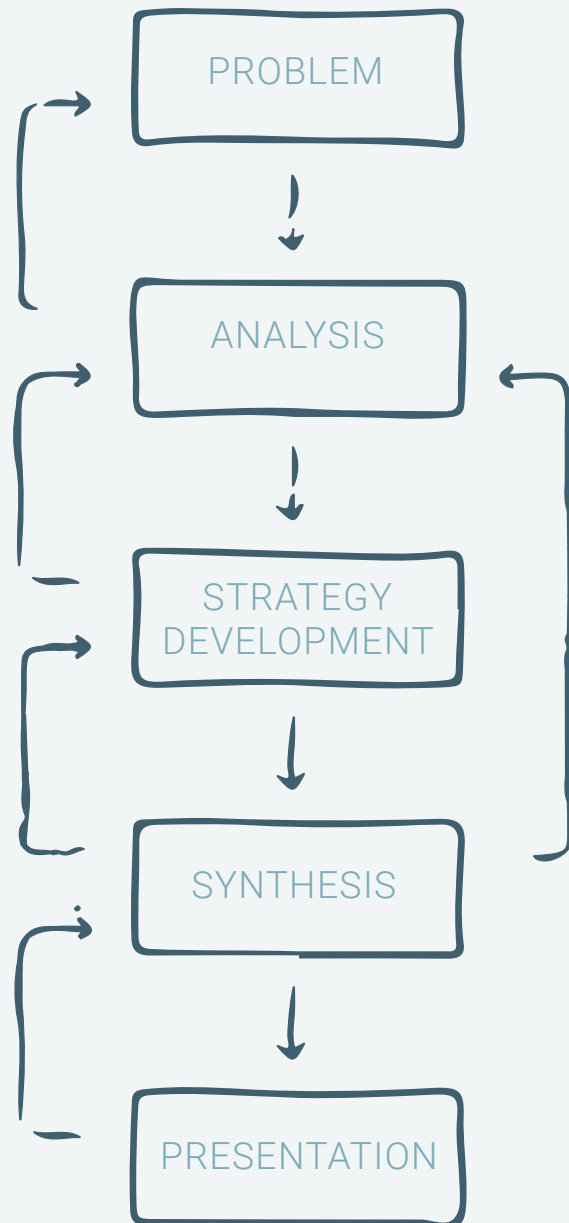 PROBLEM
ANALYSIS
STRATEGY
DEVELOPMENT
SYNTHESIS
PRESENTATION